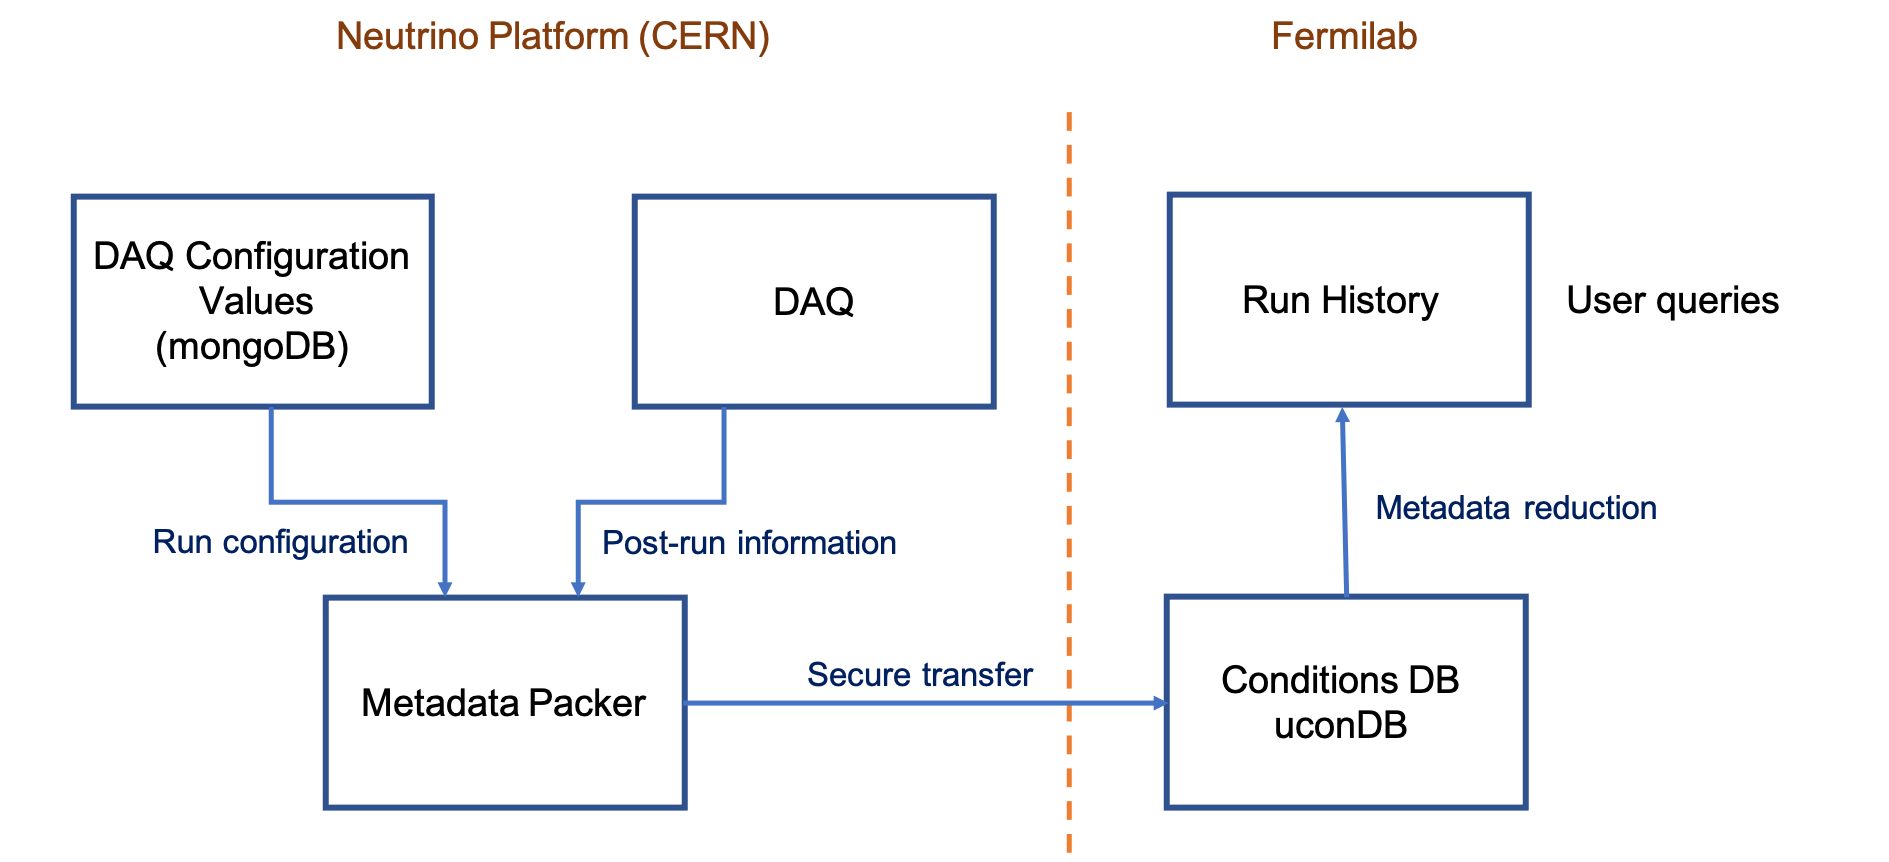 Neutrino Platform (CERN)
Fermilab
DAQ Configuration
Values
(mongoDB)
DAQ
Run History
User queries
Run configuration
Post-run information
Metadata reduction
Metadata Packer
Secure transfer
Conditions DB
uconDB